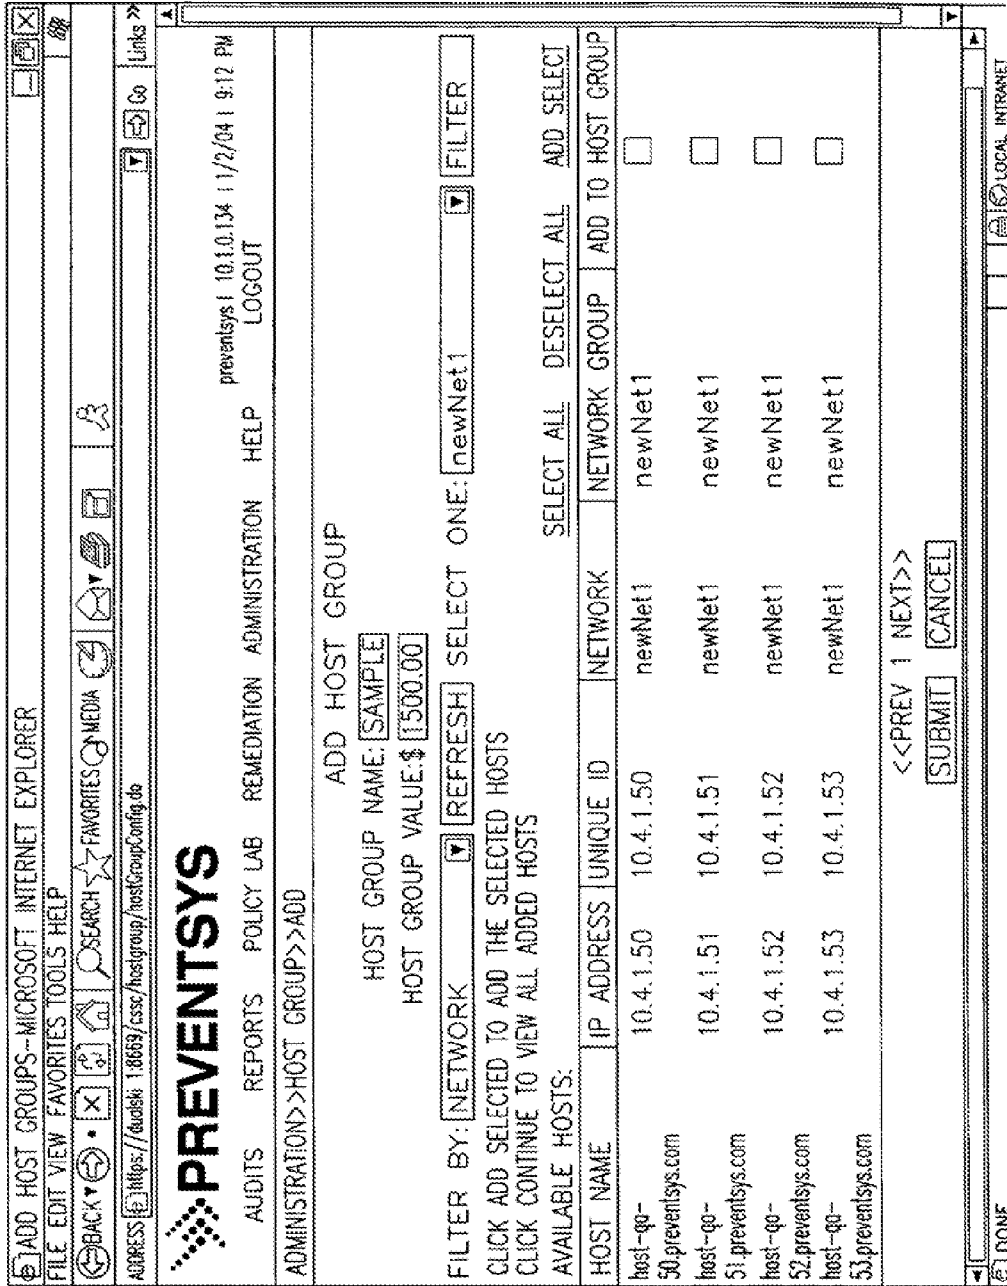 ADD HOST GROUPS-MICROSOFT INTERNET EXPLORER
FILE EDIT VIEW FAVORITES TOOLS HELP
BACK SEARCH FAVORITES MEDIA
ADDRESS https://dudski 1:8669/cssc/hostgroup/hostGroupConfig.do Go Links >>
PREVENTSYS
preventsys | 10.1.0.134 | 1/2/04 | 9:12 PM
AUDITS REPORTS POLICY LAB REMEDIATION ADMINISTRATION HELP LOGOUT
ADMINISTRATION>>HOST GROUP>>ADD
ADD HOST GROUP
HOST GROUP NAME: SAMPLE
HOST GROUP VALUE:$ 1500.00
FILTER BY: NETWORK REFRESH SELECT ONE: newNet1 FILTER
CLICK ADD SELECTED TO ADD THE SELECTED HOSTS
CLICK CONTINUE TO VIEW ALL ADDED HOSTS
AVAILABLE HOSTS: SELECT ALL DESELECT ALL ADD SELECT
HOST NAME IP ADDRESS UNIQUE ID NETWORK NETWORK GROUP ADD TO HOST GROUP
host-qo-
50.preventsys.com 10.4.1.50 10.4.1.50 newNet1 newNet1
host-qo-
51.preventsys.com 10.4.1.51 10.4.1.51 newNet1 newNet1
host-qo-
52.preventsys.com 10.4.1.52 10.4.1.52 newNet1 newNet1
host-qo-
53.preventsys.com 10.4.1.53 10.4.1.53 newNet1 newNet1
<<PREV 1 NEXT>>
SUBMIT CANCEL
DONE LOCAL INTRANET